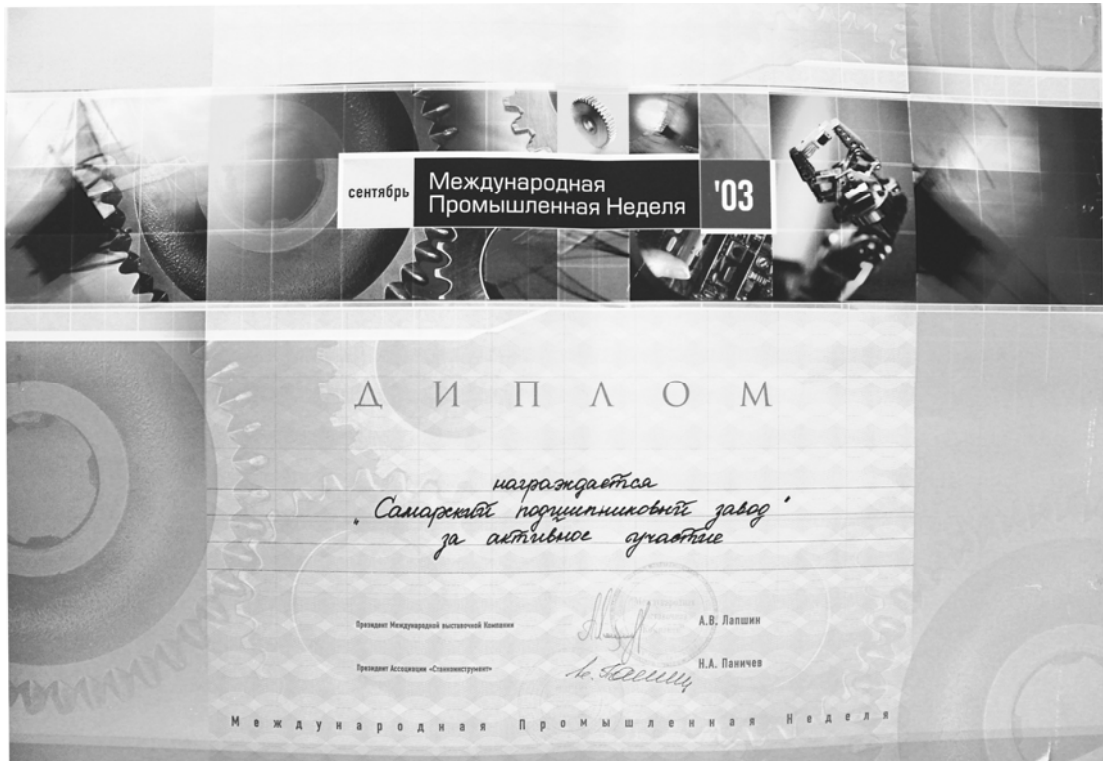 сентябрь
Международная
Промышленная Неделя
'03
ДИПЛОМ
награждается
"Самарский подшипниковый завод"
за активное участие
Президент Международной выставочной Компании
А.В. Лапшин
Президент Ассоциации «Станкоинструмент»
Н.А. Паничев
Международная Промышленная Неделя